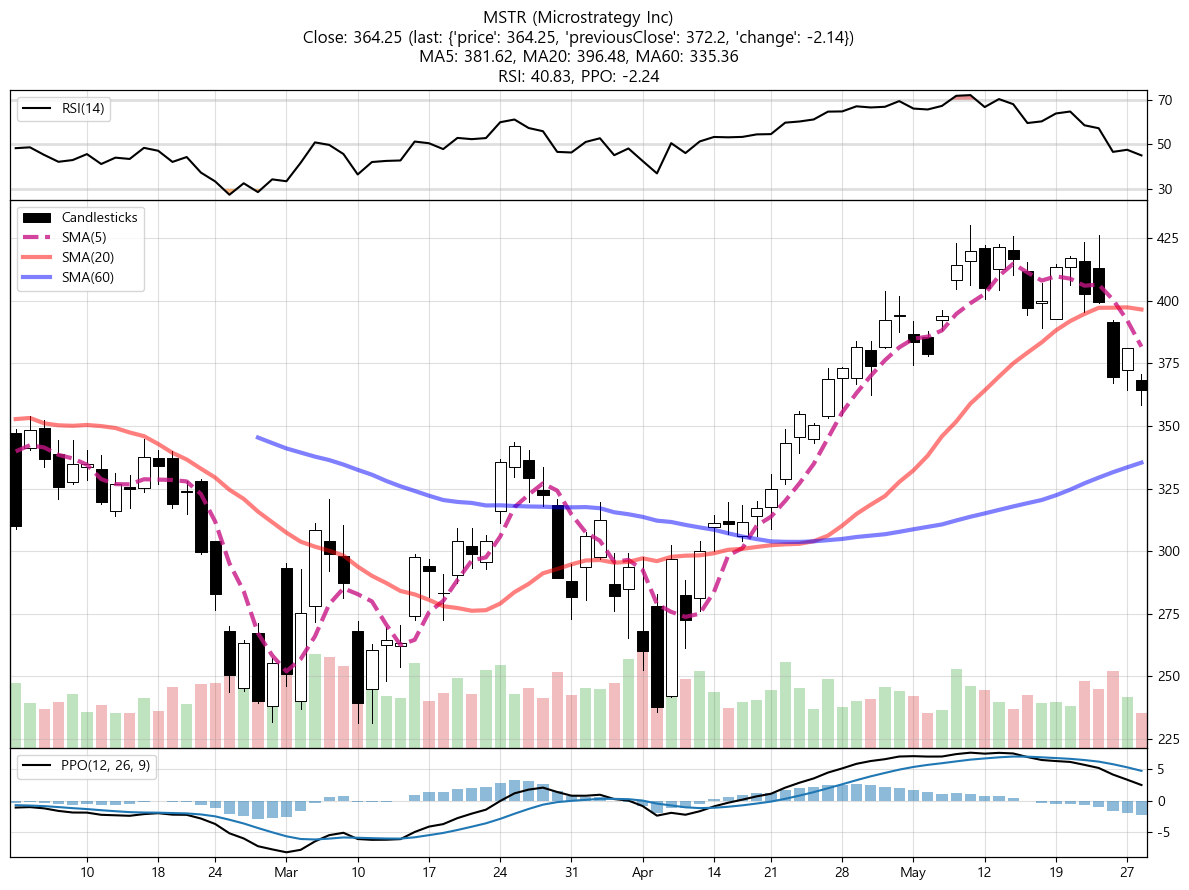 MSTR (Microstrategy Inc)
Close: 364.25 (last: {'price': 364.25, 'previousClose': 372.2, 'change': -2.14})
MA5: 381.62, MA20: 396.48, MA60: 335.36
RSI: 40.83, PPO: -2.24
RSI(14)
70
50
30
Candlesticks
SMA(5)
SMA(20)
SMA(60)
425
400
375
350
325
300
275
250
225
PPO(12, 26, 9)
5
0
-5
10 18 24 Mar 10 17 24 31 Apr 14 21 28 May 12 19 27